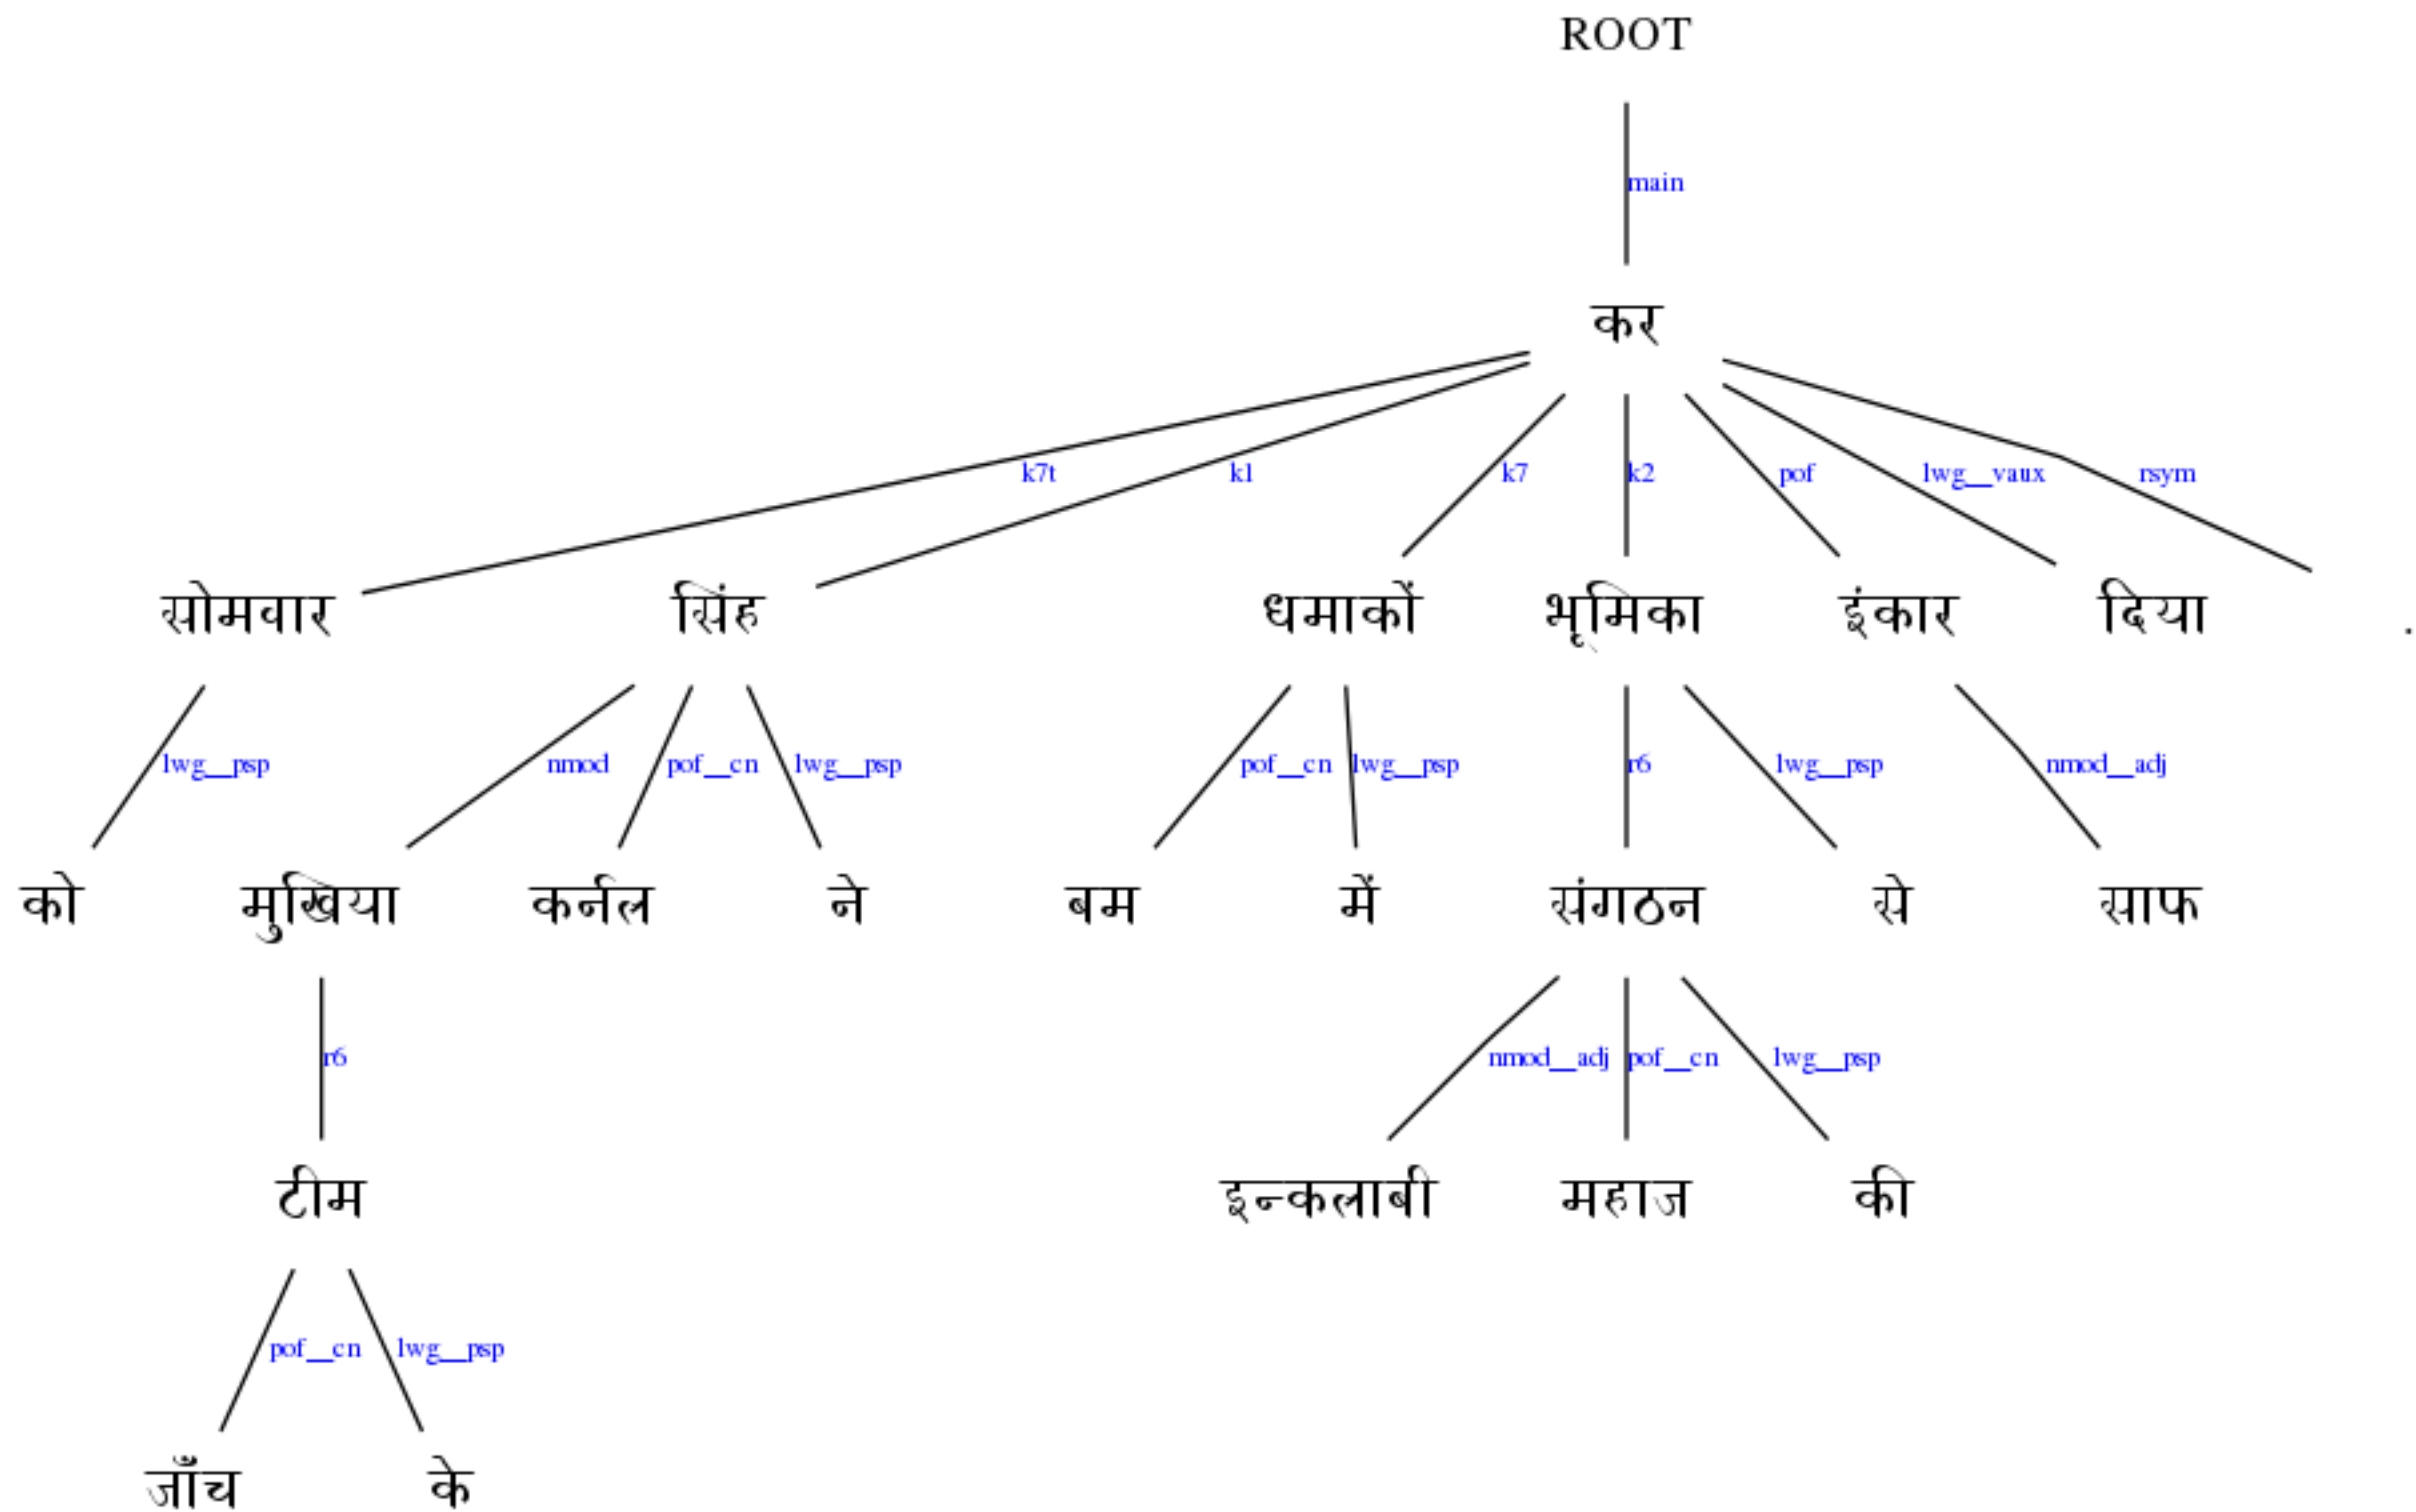 ROOT
main
कर
k7t k1 k7 k2 pof lwg__vaux rsym
सोमवार सिंह धमाकों भूमिका इंकार दिया .
lwg__psp nmod pof__cn lwg__psp pof__cn lwg__psp r6 lwg__psp nmod__adj
को मुखिया कर्नल ने बम में संगठन से साफ
r6 nmod__adj pof__cn lwg__psp
टीम इन्कलाबी महाज की
pof__cn lwg__psp
जाँच के